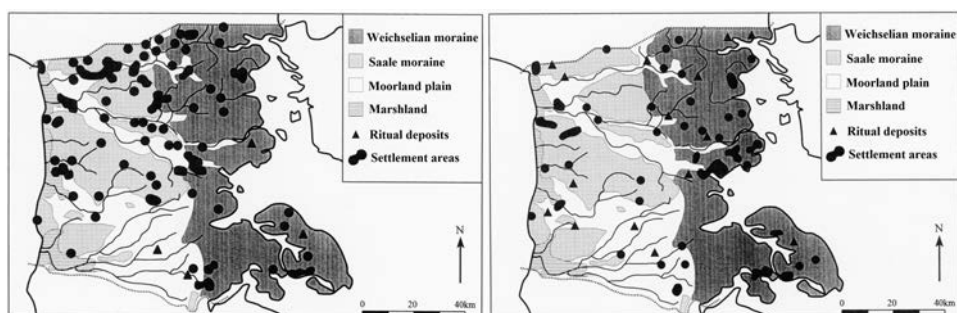 Weichselian moraine
Saale moraine
Moorland plain
Marshland
Ritual deposits
Settlement areas
N
0 20 40km
Weichselian moraine
Saale moraine
Moorland plain
Marshland
Ritual deposits
Settlement areas
N
0 20 40km